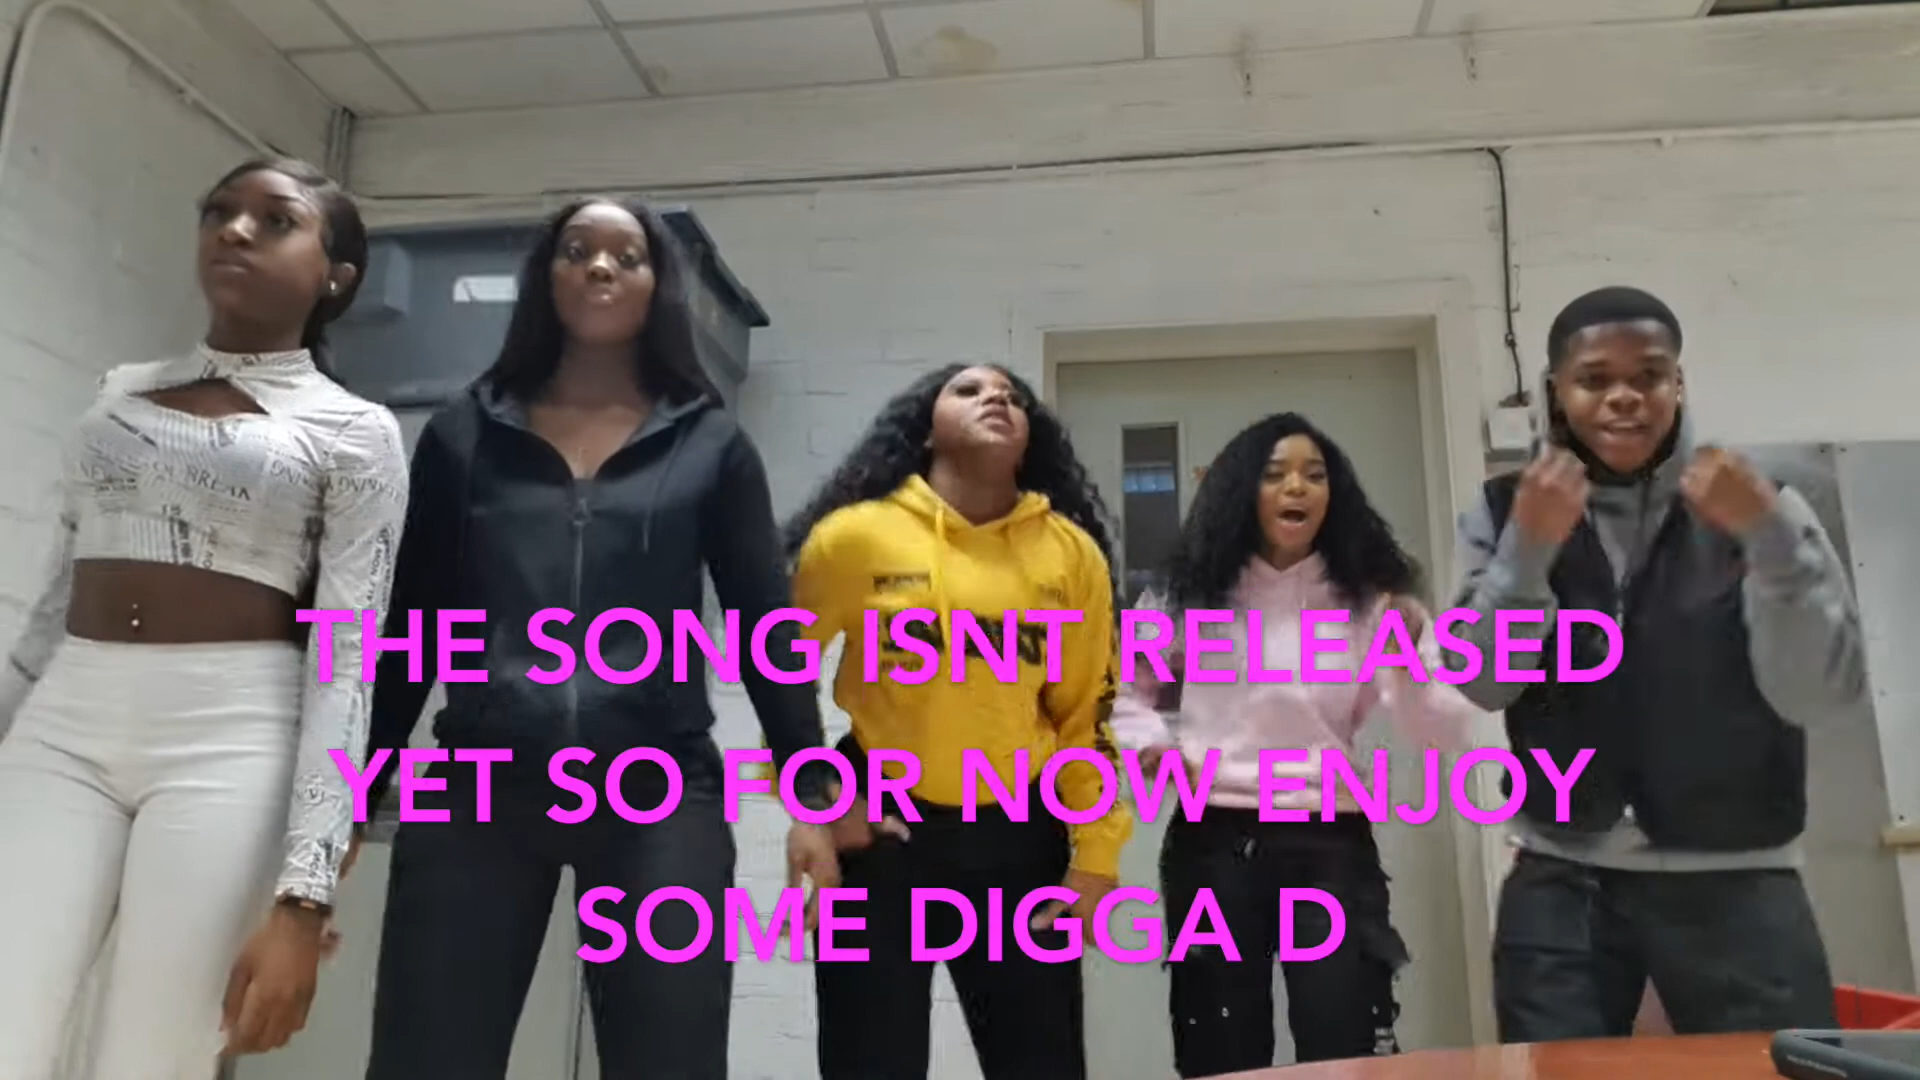 THE SONG ISNT RELEASED
YET SO FOR NOW ENJOY
SOME DIGGA D